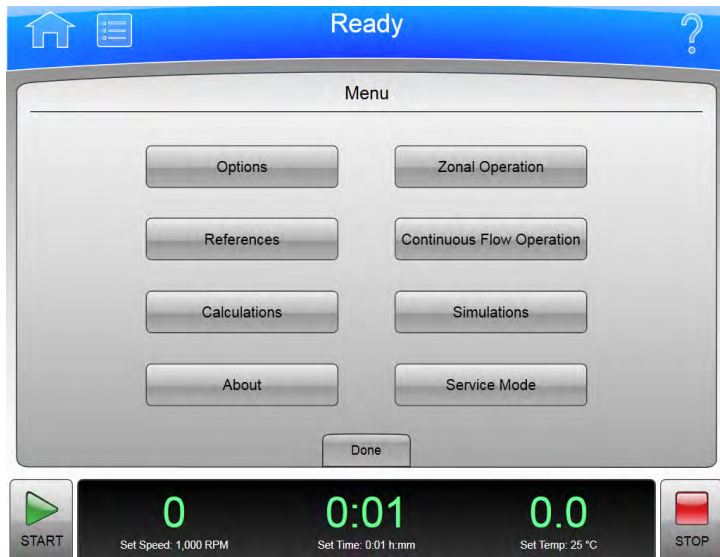 Ready
Menu
Options
Zonal Operation
References
Continuous Flow Operation
Calculations
Simulations
About
Service Mode
Done
START
0
0:01
0.0
STOP
Set Speed: 1,000 RPM
Set Time: 0:01 h:mm
Set Temp: 25 °C